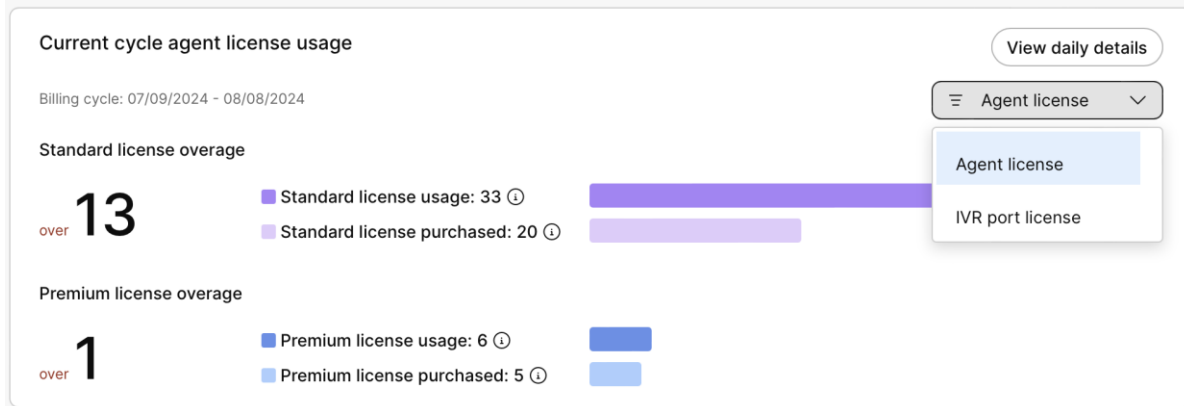 Current cycle agent license usage
View daily details
Billing cycle: 07/09/2024 - 08/08/2024
Agent license
Agent license
IVR port license
Standard license overage
over 13
Standard license usage: 33
Standard license purchased: 20
Premium license overage
over 1
Premium license usage: 6
Premium license purchased: 5